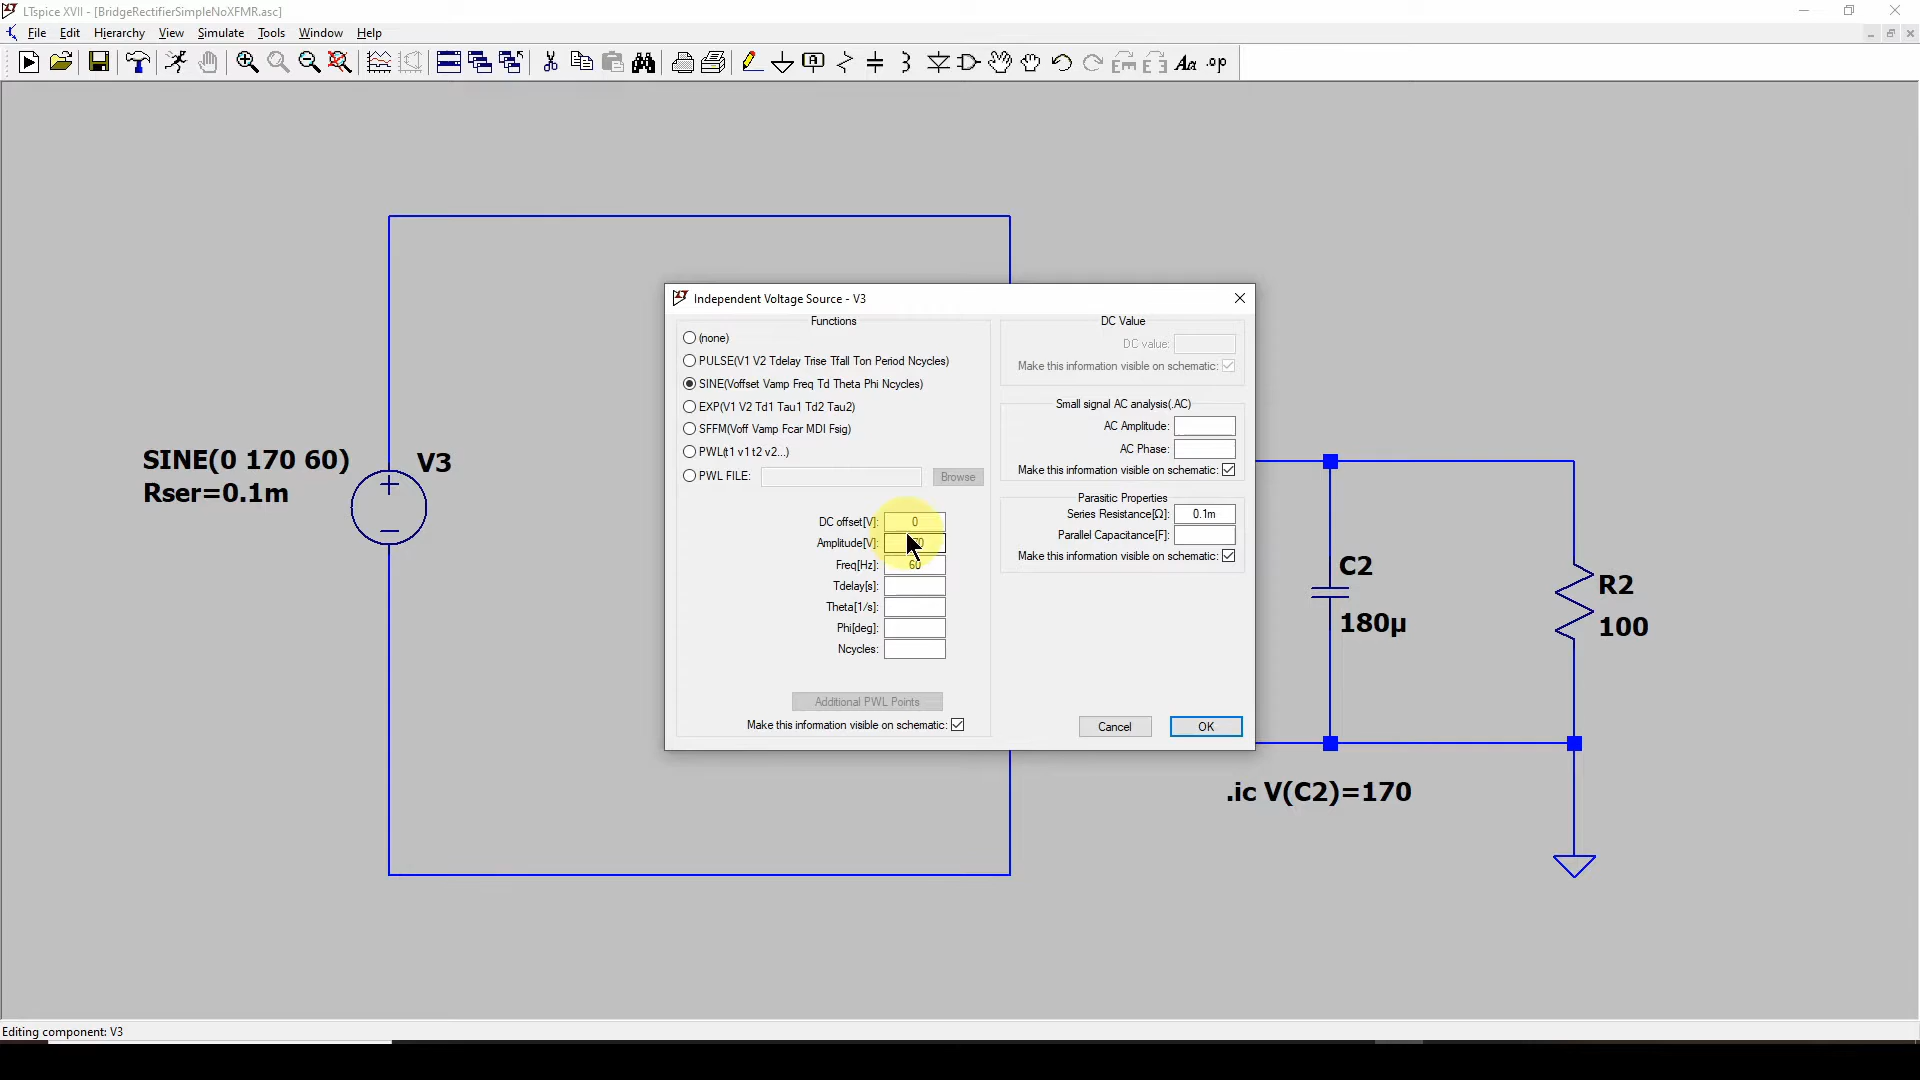 LTspice XVII - [BridgeRectifierSimpleNoXFMR.asc]
File Edit Hierarchy View Simulate Tools Window Help
Aa .op
Independent Voltage Source - V3
Functions
(none)
PULSE(V1 V2 Tdelay Trise Tfall Ton Period Ncycles)
SINE(Voffset Vamp Freq Td Theta Phi Ncycles)
EXP(V1 V2 Td1 Tau1 Td2 Tau2)
SFFM(Voff Vamp Fcar MDI Fsig)
PWL(t1 v1 t2 v2...)
PWL FILE: Browse
DC offset[V]: 0
Amplitude[V]:
Freq[Hz]: 60
Tdelay[s]:
Theta[1/s]:
Phi[deg]:
Ncycles:
Additional PWL Points
Make this information visible on schematic:
DC Value
DC value:
Make this information visible on schematic:
Small signal AC analysis(.AC)
AC Amplitude:
AC Phase:
Make this information visible on schematic:
Parasitic Properties
Series Resistance[Ω]: 0.1m
Parallel Capacitance[F]:
Make this information visible on schematic:
Cancel OK
SINE(0 170 60)
Rser=0.1m
V3
C2
180µ
R2
100
.ic V(C2)=170
Editing component: V3